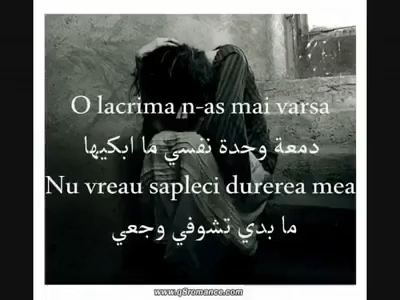 O lacrima n-as mai varsa
دمعة وحدة نفسي ما ابكيها
Nu vreau sapleci durerea mea
ما بدي تشوفي وجعي
www.q8romance.com